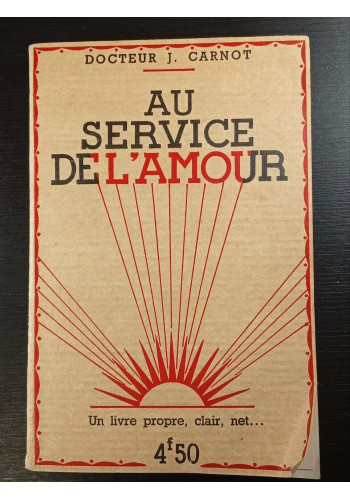 DOCTEUR J. CARNOT
AU
SERVICE
DE L'AMOUR
Un livre propre, clair, net...
4f50